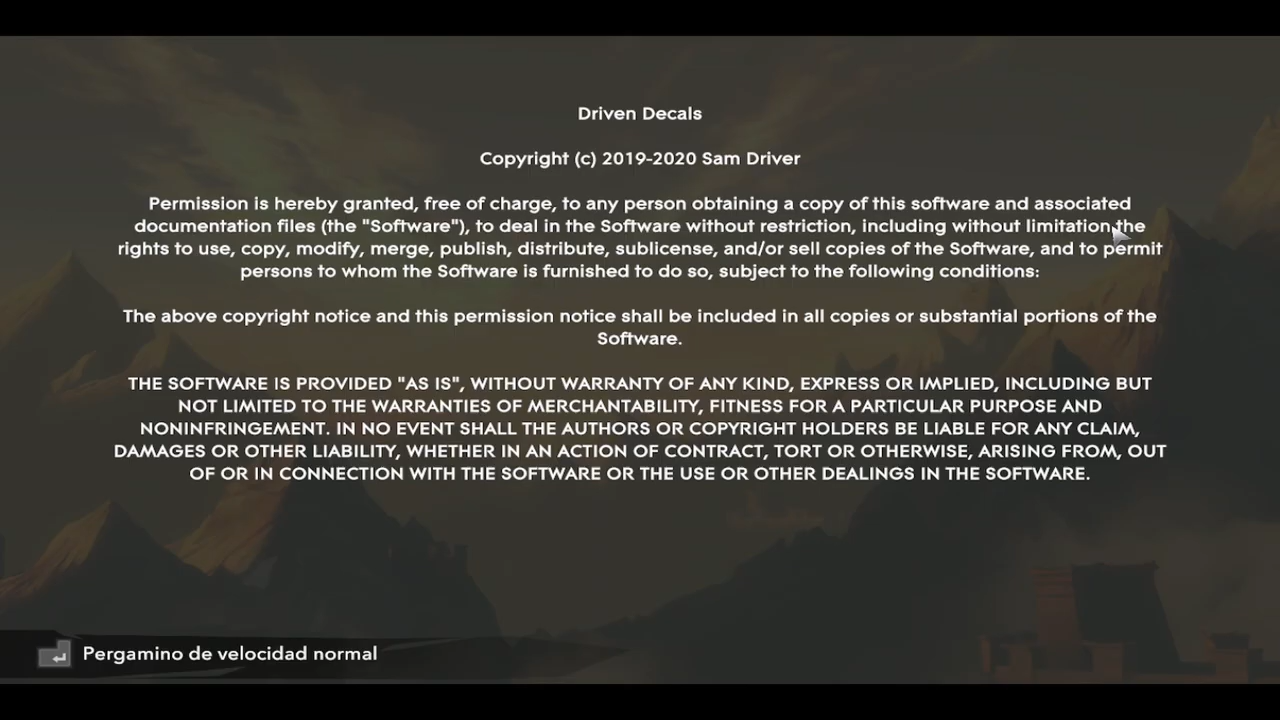 Driven Decals
Copyright (c) 2019-2020 Sam Driver
Permission is hereby granted, free of charge, to any person obtaining a copy of this software and associated
documentation files (the "Software"), to deal in the Software without restriction, including without limitation the
rights to use, copy, modify, merge, publish, distribute, sublicense, and/or sell copies of the Software, and to permit
persons to whom the Software is furnished to do so, subject to the following conditions:
The above copyright notice and this permission notice shall be included in all copies or substantial portions of the
Software.
THE SOFTWARE IS PROVIDED "AS IS", WITHOUT WARRANTY OF ANY KIND, EXPRESS OR IMPLIED, INCLUDING BUT
NOT LIMITED TO THE WARRANTIES OF MERCHANTABILITY, FITNESS FOR A PARTICULAR PURPOSE AND
NONINFRINGEMENT. IN NO EVENT SHALL THE AUTHORS OR COPYRIGHT HOLDERS BE LIABLE FOR ANY CLAIM,
DAMAGES OR OTHER LIABILITY, WHETHER IN AN ACTION OF CONTRACT, TORT OR OTHERWISE, ARISING FROM, OUT
OF OR IN CONNECTION WITH THE SOFTWARE OR THE USE OR OTHER DEALINGS IN THE SOFTWARE.
Pergamino de velocidad normal